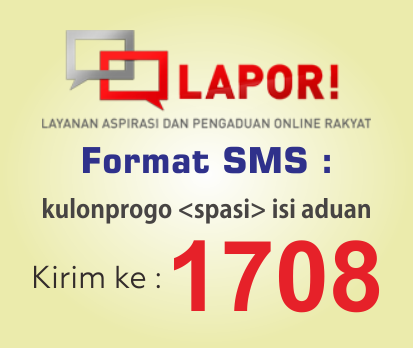 LAPOR!
LAYANAN ASPIRASI DAN PENGADUAN ONLINE RAKYAT
Format SMS :
kulonprogo <spasi> isi aduan
Kirim ke : 1708